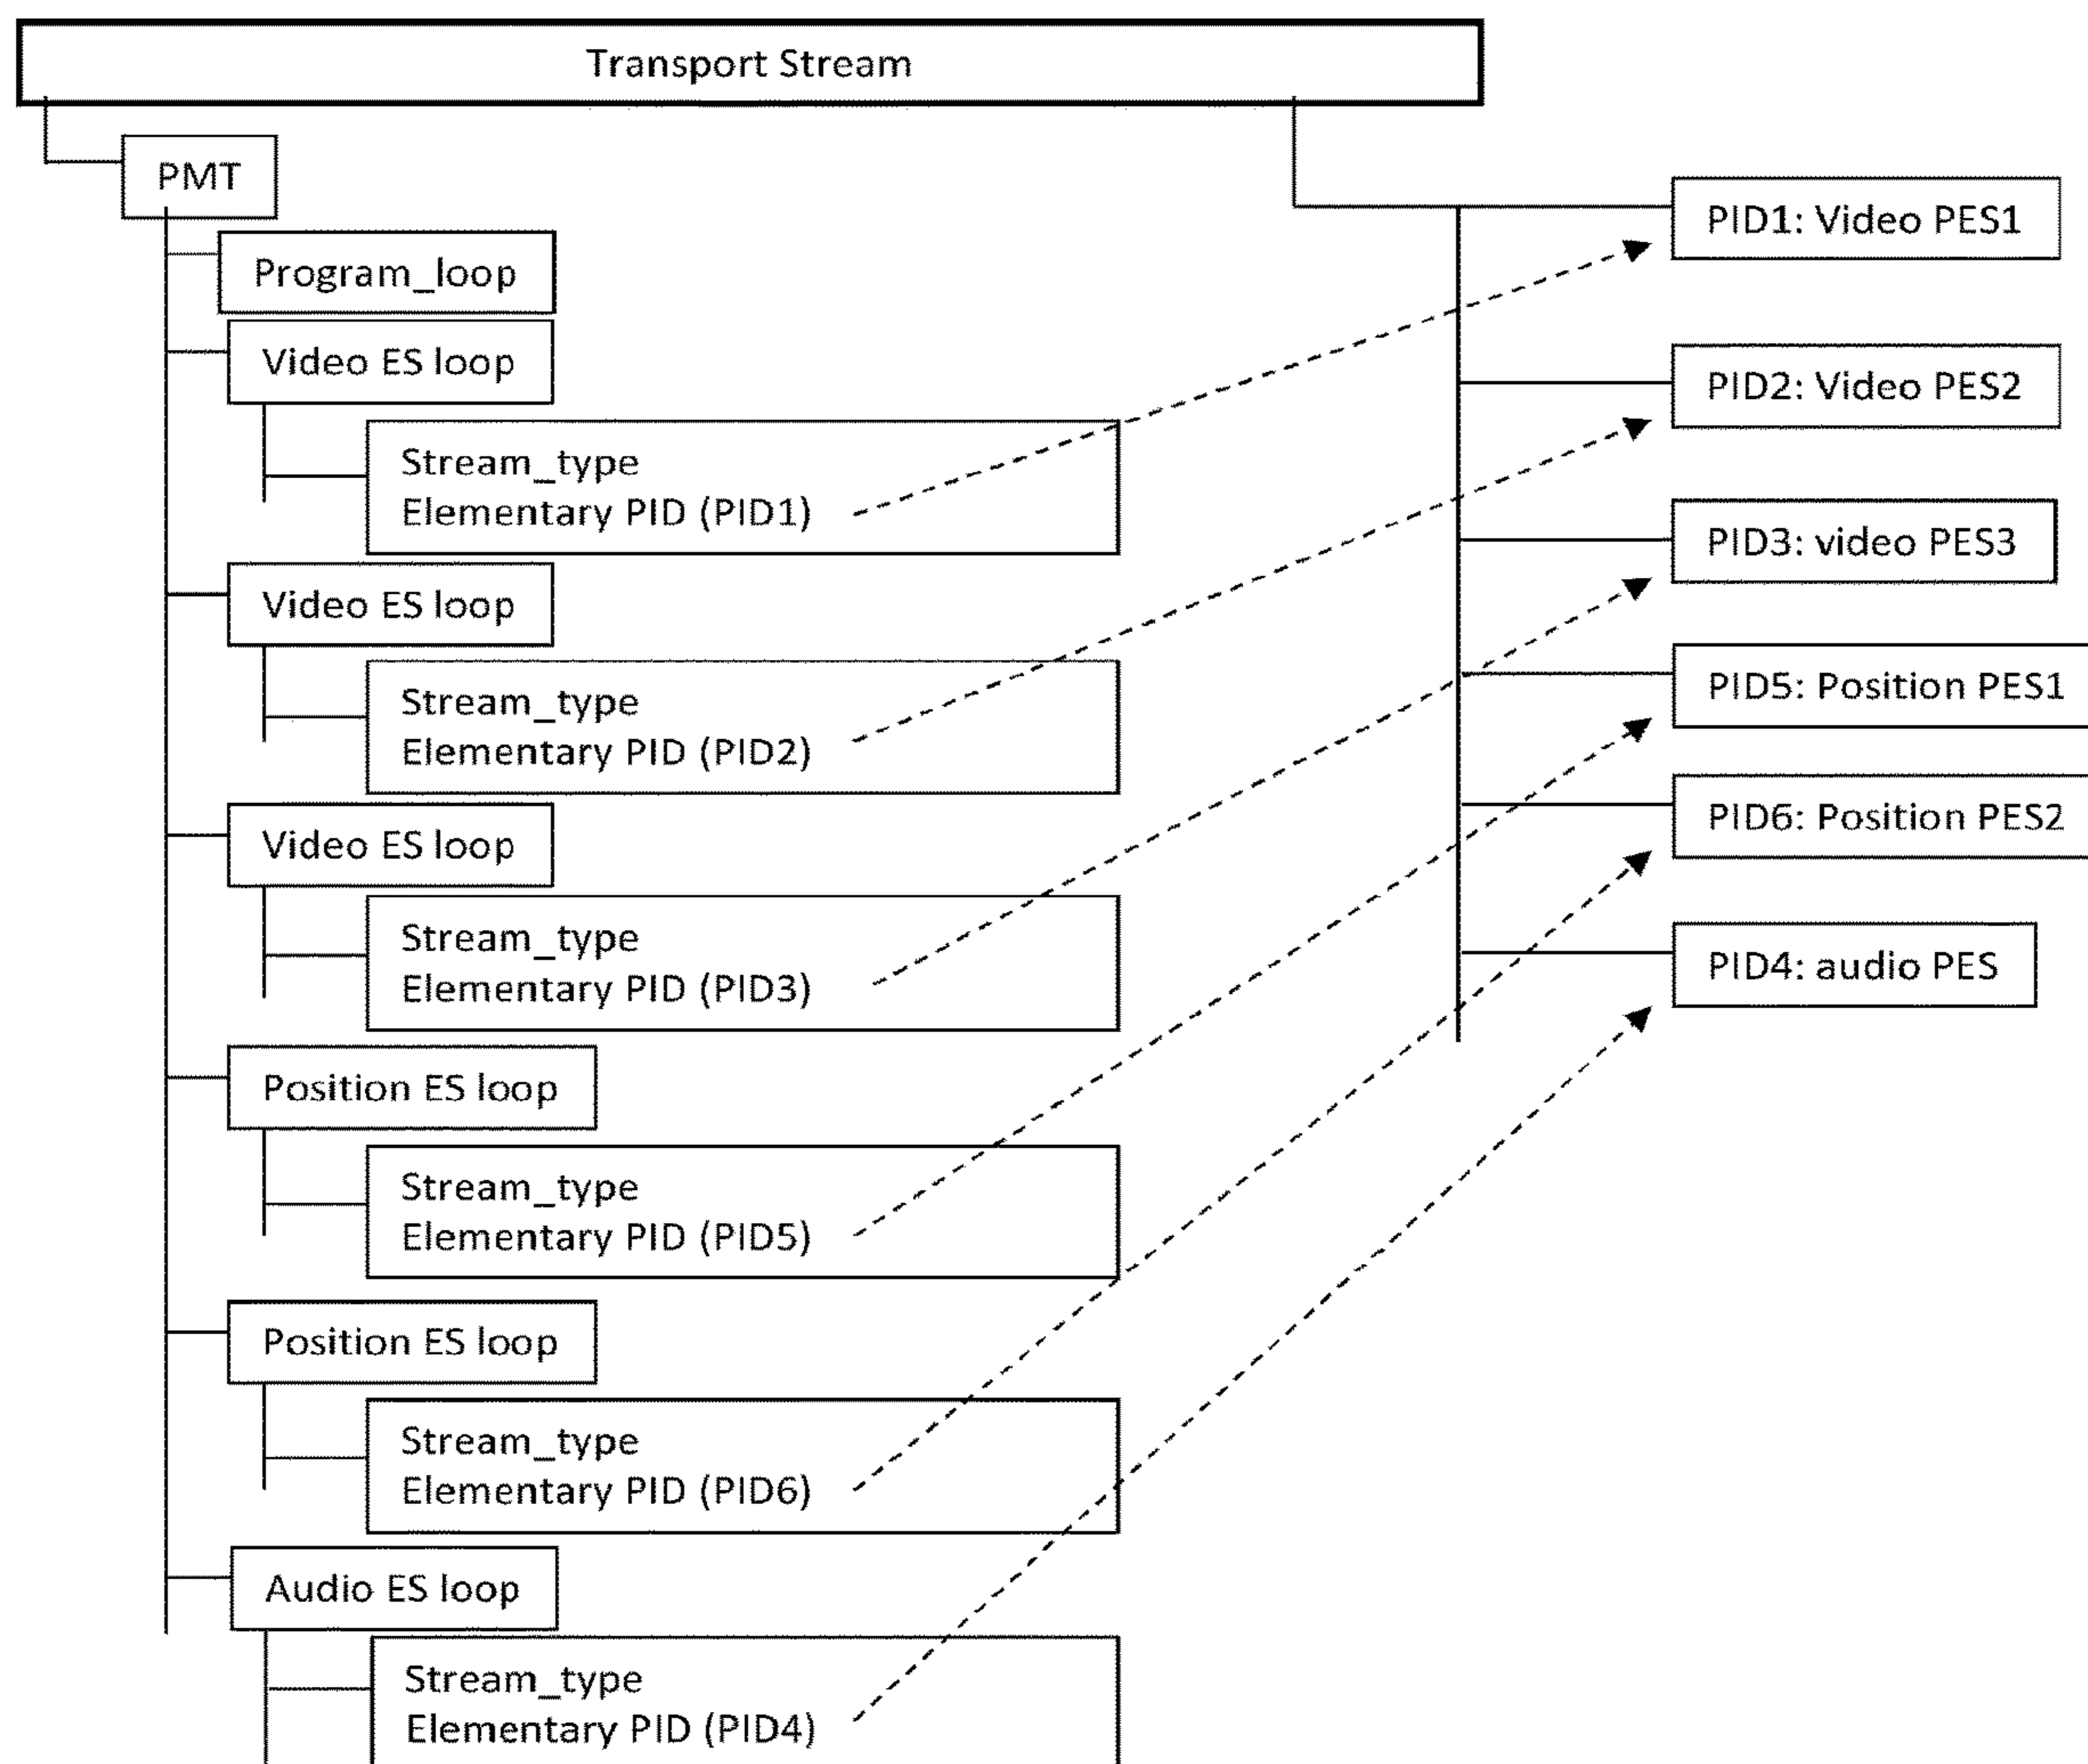 Transport Stream
PMT
Program_loop
Video ES loop
Stream_type
Elementary PID (PID1)
Video ES loop
Stream_type
Elementary PID (PID2)
Video ES loop
Stream_type
Elementary PID (PID3)
Position ES loop
Stream_type
Elementary PID (PID5)
Position ES loop
Stream_type
Elementary PID (PID6)
Audio ES loop
Stream_type
Elementary PID (PID4)
PID1: Video PES1
PID2: Video PES2
PID3: video PES3
PID5: Position PES1
PID6: Position PES2
PID4: audio PES